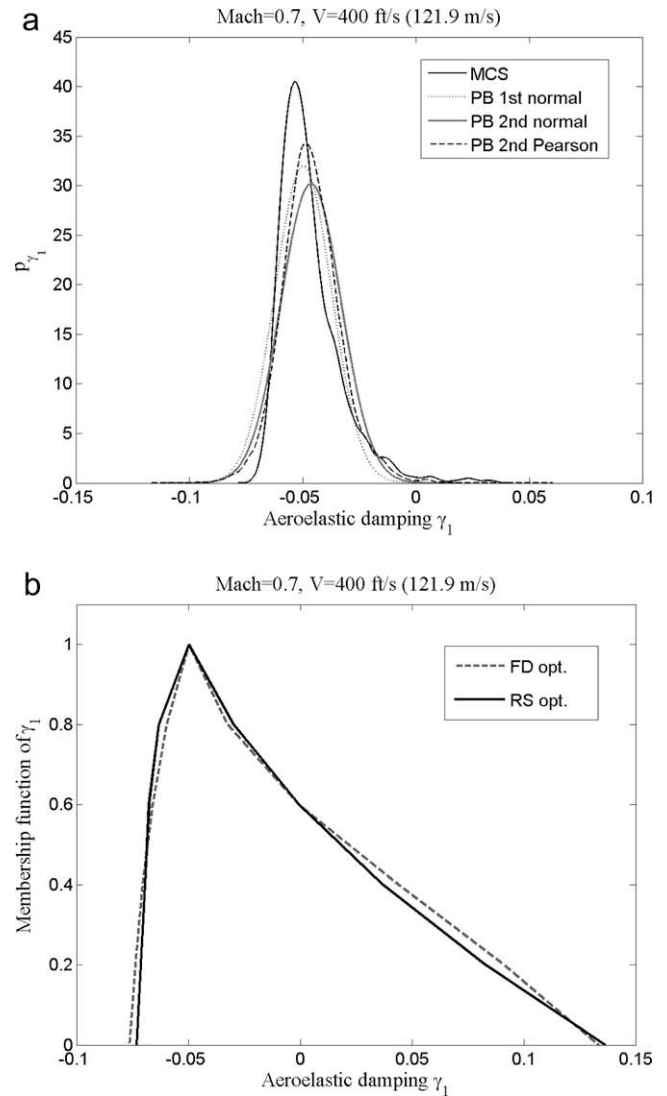 a
Mach=0.7, V=400 ft/s (121.9 m/s)
45
40
35
30
25
20
15
10
5
0
pγ1
MCS
PB 1st normal
PB 2nd normal
PB 2nd Pearson
-0.15
-0.1
-0.05
0
0.05
0.1
Aeroelastic damping γ1
b
Mach=0.7, V=400 ft/s (121.9 m/s)
1
0.8
0.6
0.4
0.2
0
Membership function of γ1
FD opt.
RS opt.
-0.1
-0.05
0
0.05
0.1
0.15
Aeroelastic damping γ1